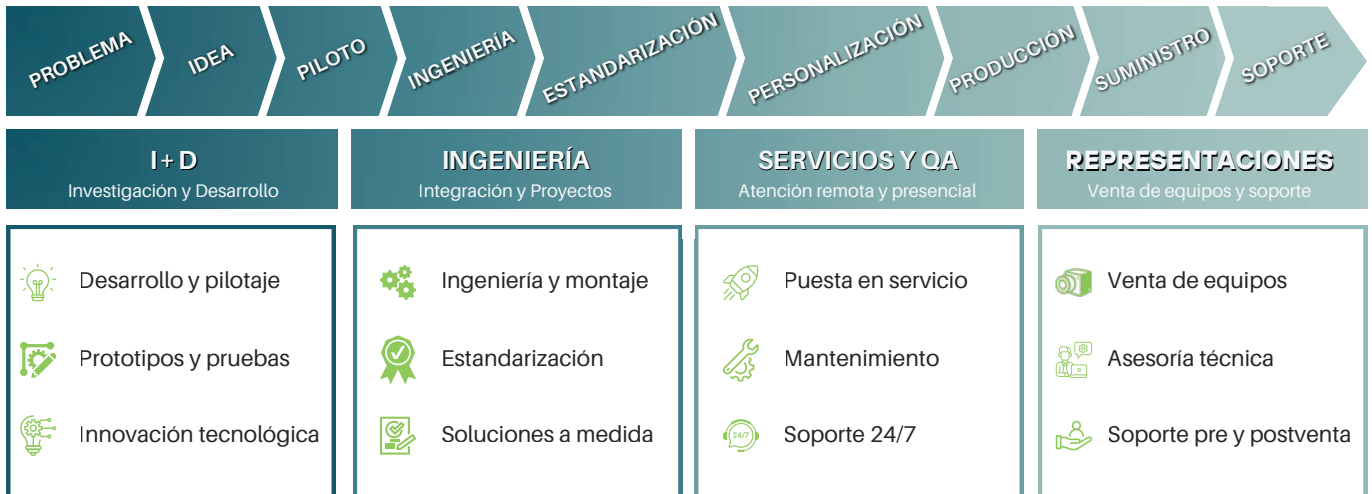 PROBLEMA
IDEA
PILOTO
INGENIERÍA
ESTANDARIZACIÓN
PERSONALIZACIÓN
PRODUCCIÓN
SUMINISTRO
SOPORTE
I + D
Investigación y Desarrollo
Desarrollo y pilotaje
Prototipos y pruebas
Innovación tecnológica
INGENIERÍA
Integración y Proyectos
Ingeniería y montaje
Estandarización
Soluciones a medida
SERVICIOS Y QA
Atención remota y presencial
Puesta en servicio
Mantenimiento
24/7
Soporte 24/7
REPRESENTACIONES
Venta de equipos y soporte
Venta de equipos
Asesoría técnica
Soporte pre y postventa